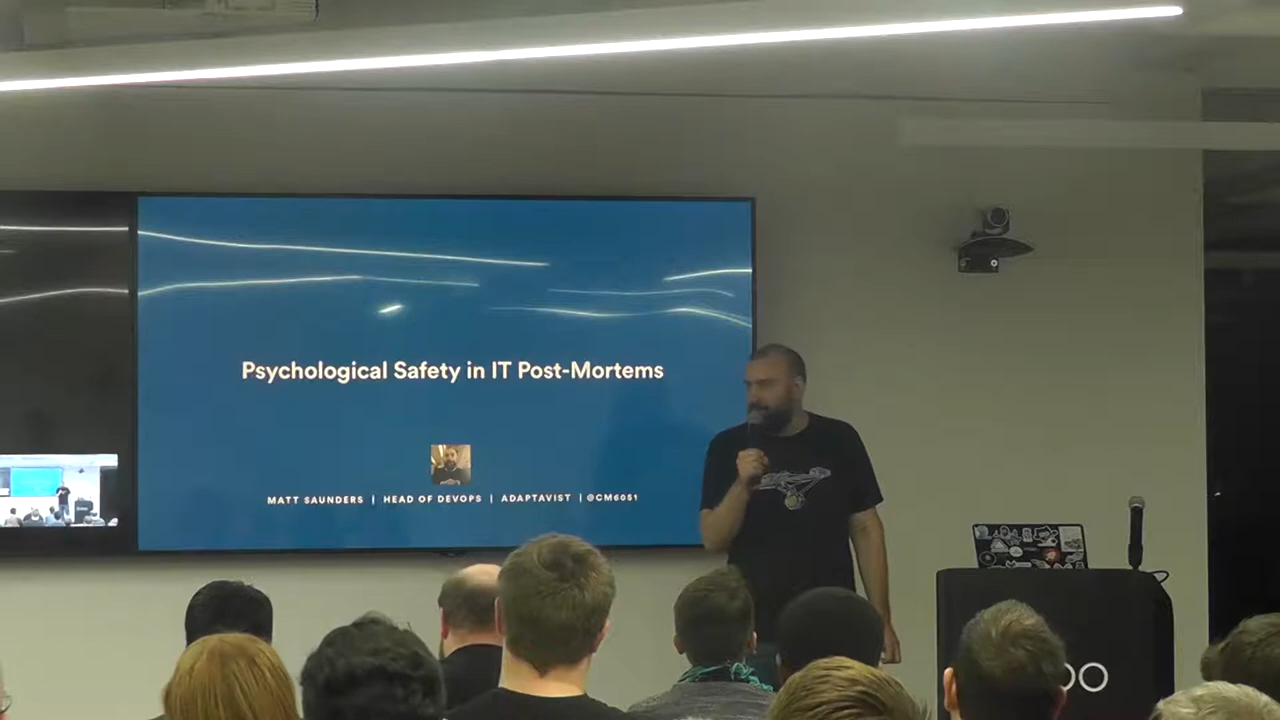 Psychological Safety in IT Post-Mortems
MATT SAUNDERS | HEAD OF DEVOPS | ADAPTAVIST | @CM6051